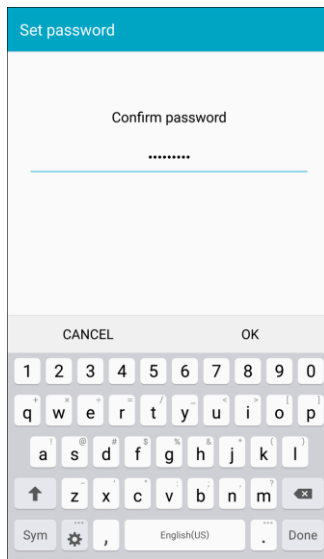 Set password
Confirm password
•••••••••
CANCEL OK
1 2 3 4 5 6 7 8 9 0
q w e r t y u i o p
a s d f g h j k l
z x c v b n m
Sym , English(US) . Done